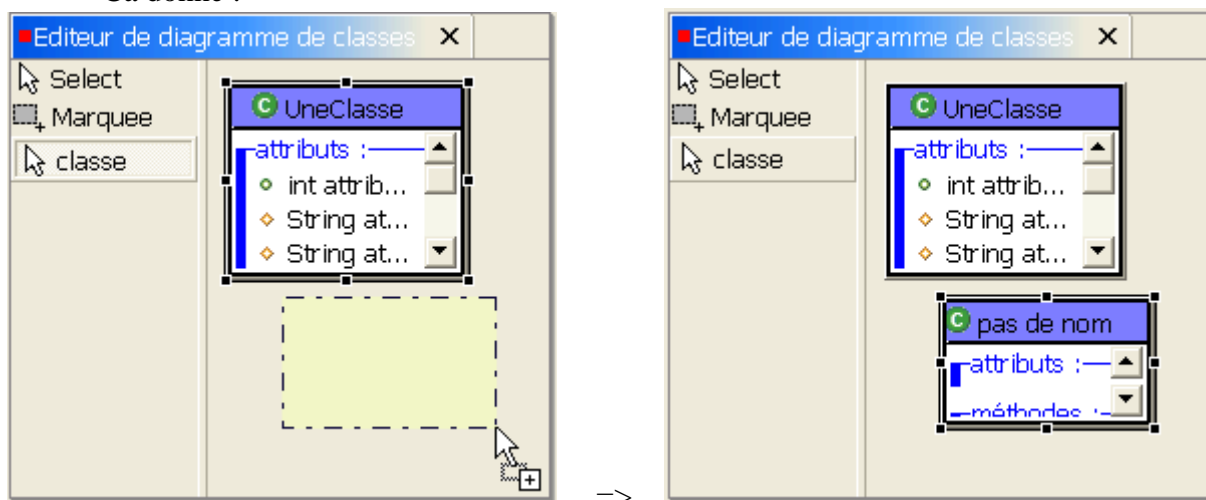 donne :
Editeur de diagramme de classes
Select
Marquee
classe
UneClasse
attributs :
int attrib...
String at...
String at...
=>
Editeur de diagramme de classes
Select
Marquee
classe
UneClasse
attributs :
int attrib...
String at...
String at...
pas de nom
attributs :
méthodes :